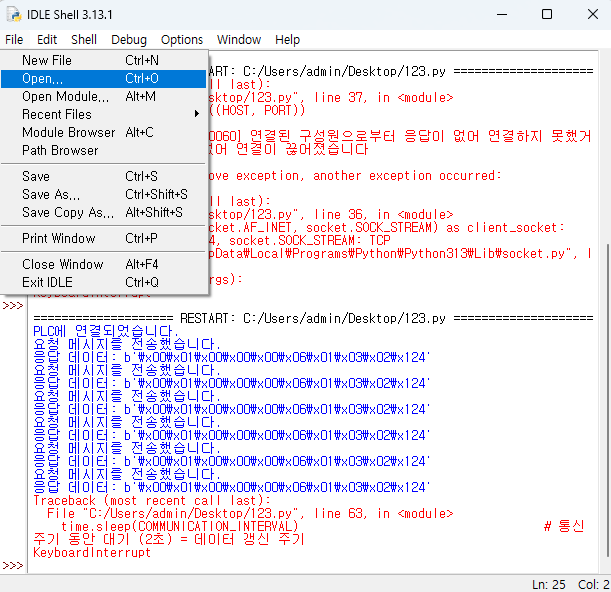 IDLE Shell 3.13.1
File Edit Shell Debug Options Window Help
New File Ctrl+N
Open... Ctrl+O
Open Module... Alt+M
Recent Files
Module Browser Alt+C
Path Browser
Save Ctrl+S
Save As... Ctrl+Shift+S
Save Copy As... Alt+Shift+S
Print Window Ctrl+P
Close Window Alt+F4
Exit IDLE Ctrl+Q
ART: C:/Users/admin/Desktop/123.py =====================
ll last):
sktop/123.py", line 37, in <module>
((HOST, PORT))
0060] 연결된 구성원으로부터 응답이 없어 연결하지 못했거
없어 연결이 끊어졌습니다
ove exception, another exception occurred:
ll last):
sktop/123.py", line 36, in <module>
cket.AF_INET, socket.SOCK_STREAM) as client_socket:
4, socket.SOCK_STREAM: TCP
pData₩Local₩Programs₩Python₩Python313₩Lib₩socket.py", l
rgs):
KeyboardInterrupt
>>>
===================== RESTART: C:/Users/admin/Desktop/123.py =====================
PLC에 연결되었습니다.
요청 메시지를 전송했습니다.
응답 데이터: b'₩x00₩x01₩x00₩x00₩x00₩x06₩x01₩x03₩x02₩x124'
요청 메시지를 전송했습니다.
응답 데이터: b'₩x00₩x01₩x00₩x00₩x00₩x06₩x01₩x03₩x02₩x124'
요청 메시지를 전송했습니다.
응답 데이터: b'₩x00₩x01₩x00₩x00₩x00₩x06₩x01₩x03₩x02₩x124'
요청 메시지를 전송했습니다.
응답 데이터: b'₩x00₩x01₩x00₩x00₩x00₩x06₩x01₩x03₩x02₩x124'
요청 메시지를 전송했습니다.
응답 데이터: b'₩x00₩x01₩x00₩x00₩x00₩x06₩x01₩x03₩x02₩x124'
요청 메시지를 전송했습니다.
응답 데이터: b'₩x00₩x01₩x00₩x00₩x00₩x06₩x01₩x03₩x02₩x124'
Traceback (most recent call last):
File "C:/Users/admin/Desktop/123.py", line 63, in <module>
time.sleep(COMMUNICATION_INTERVAL) # 통신
주기 동안 대기 (2초) = 데이터 갱신 주기
KeyboardInterrupt
>>>
Ln: 25 Col: 2